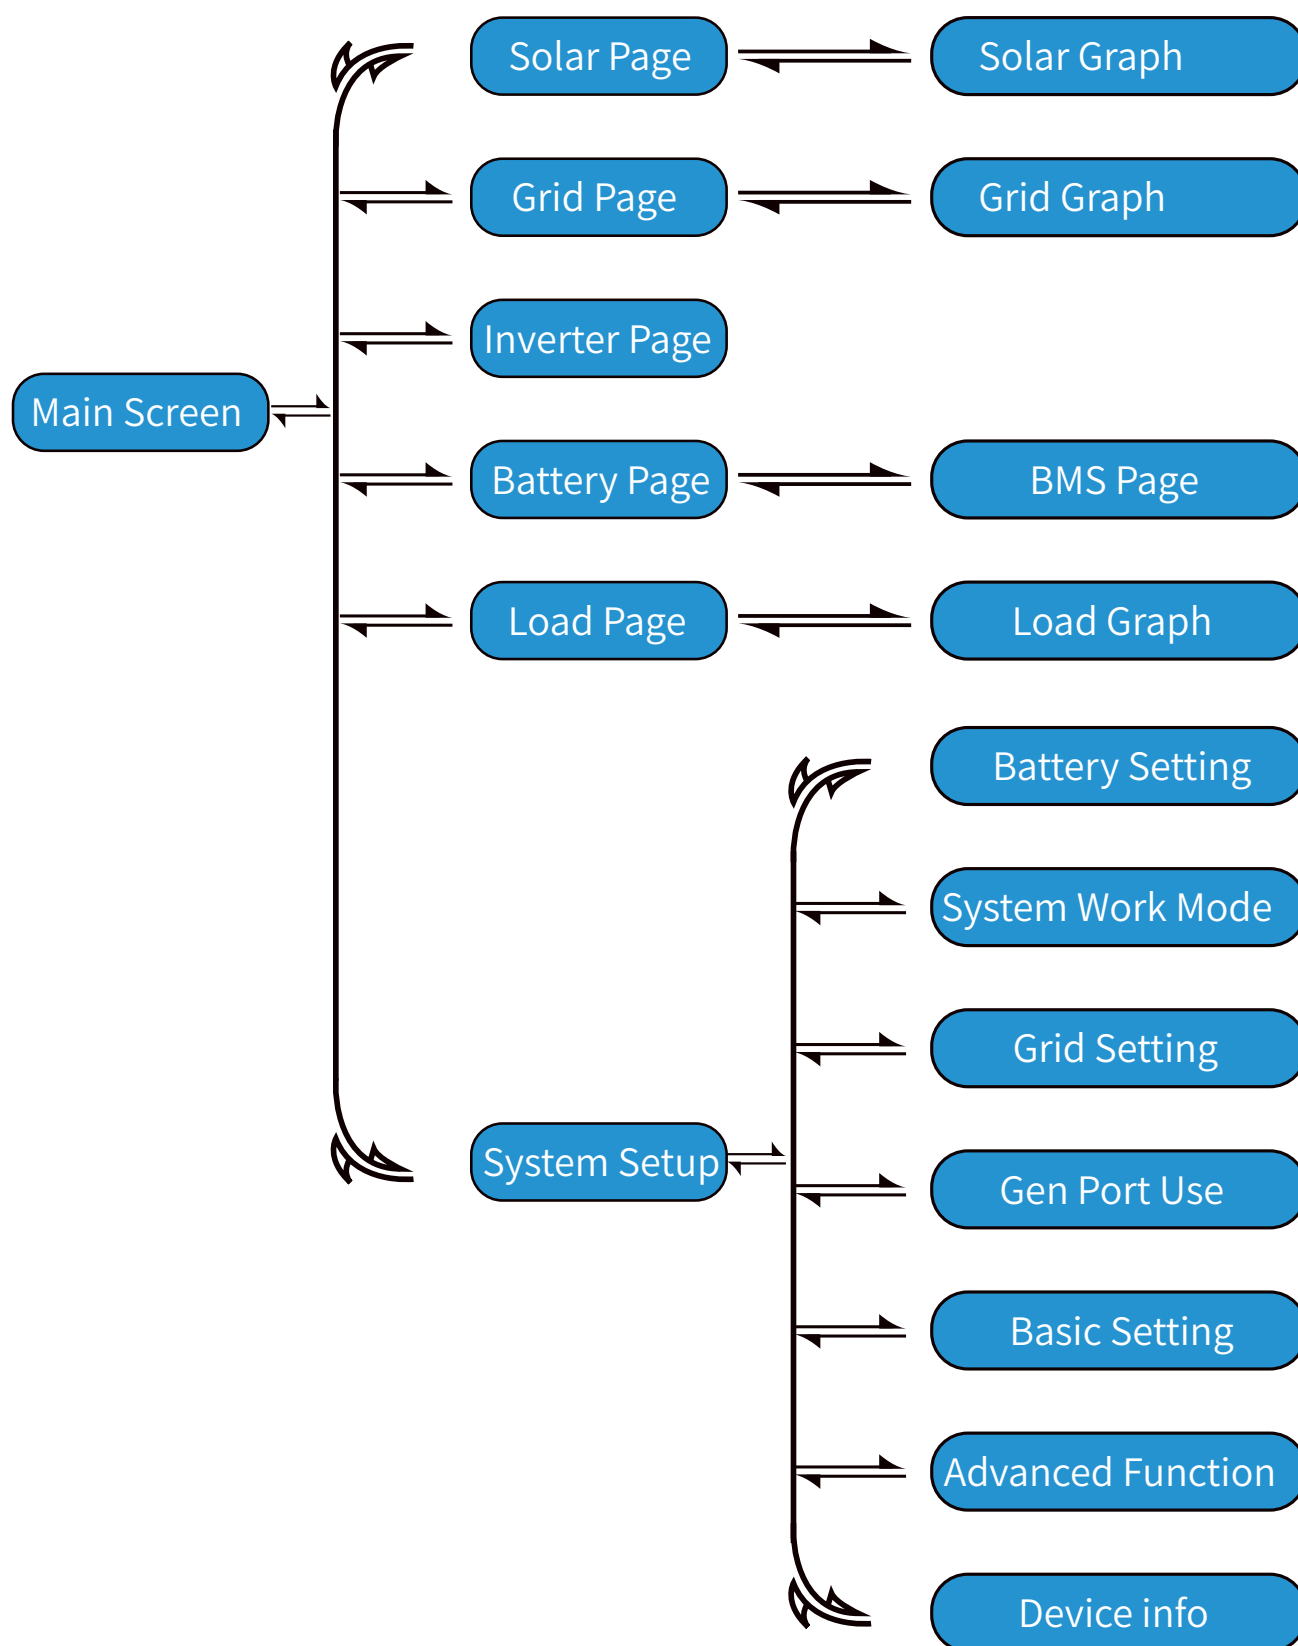 Solar Page
Solar Graph
Grid Page
Grid Graph
Inverter Page
Main Screen
Battery Page
BMS Page
Load Page
Load Graph
Battery Setting
System Work Mode
Grid Setting
System Setup
Gen Port Use
Basic Setting
Advanced Function
Device info